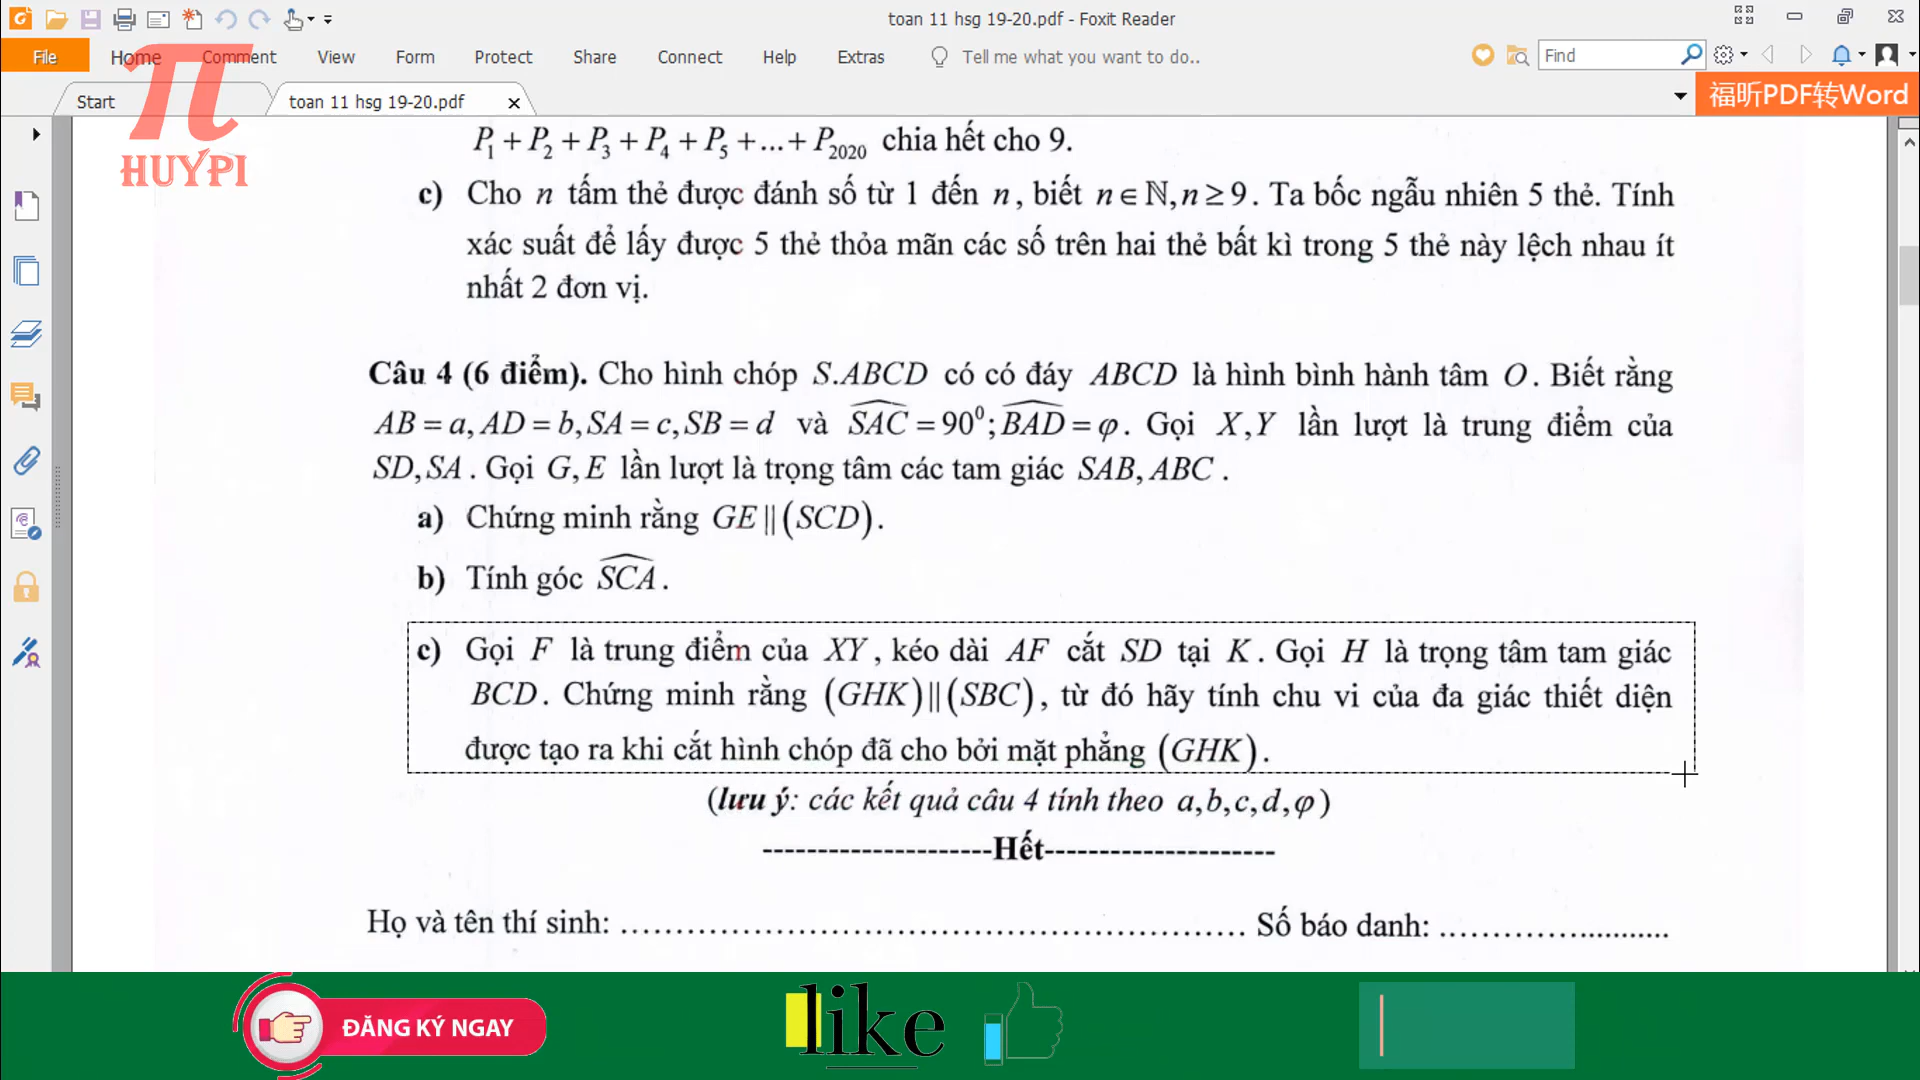 toan 11 hsg 19-20.pdf - Foxit Reader
File Home Comment View Form Protect Share Connect Help Extras Tell me what you want to do.. Find
Start toan 11 hsg 19-20.pdf
福昕PDF转Word
π
HUYPI
P₁ + P₂ + P₃ + P₄ + P₅ + ... + P₂₀₂₀ chia hết cho 9.
c) Cho n tấm thẻ được đánh số từ 1 đến n, biết n ∈ ℕ, n ≥ 9. Ta bốc ngẫu nhiên 5 thẻ. Tính
xác suất để lấy được 5 thẻ thỏa mãn các số trên hai thẻ bất kì trong 5 thẻ này lệch nhau ít
nhất 2 đơn vị.
Câu 4 (6 điểm). Cho hình chóp S.ABCD có có đáy ABCD là hình bình hành tâm O. Biết rằng
AB = a, AD = b, SA = c, SB = d và \widehat{SAC} = 90⁰; \widehat{BAD} = φ. Gọi X,Y lần lượt là trung điểm của
SD, SA. Gọi G, E lần lượt là trọng tâm các tam giác SAB, ABC.
a) Chứng minh rằng GE || (SCD).
b) Tính góc \widehat{SCA}.
c) Gọi F là trung điểm của XY, kéo dài AF cắt SD tại K. Gọi H là trọng tâm tam giác
BCD. Chứng minh rằng (GHK) || (SBC), từ đó hãy tính chu vi của đa giác thiết diện
được tạo ra khi cắt hình chóp đã cho bởi mặt phẳng (GHK).
(lưu ý: các kết quả câu 4 tính theo a,b,c,d,φ)
---------------------Hết---------------------
Họ và tên thí sinh: ........................................................ Số báo danh: ........................
ĐĂNG KÝ NGAY
like